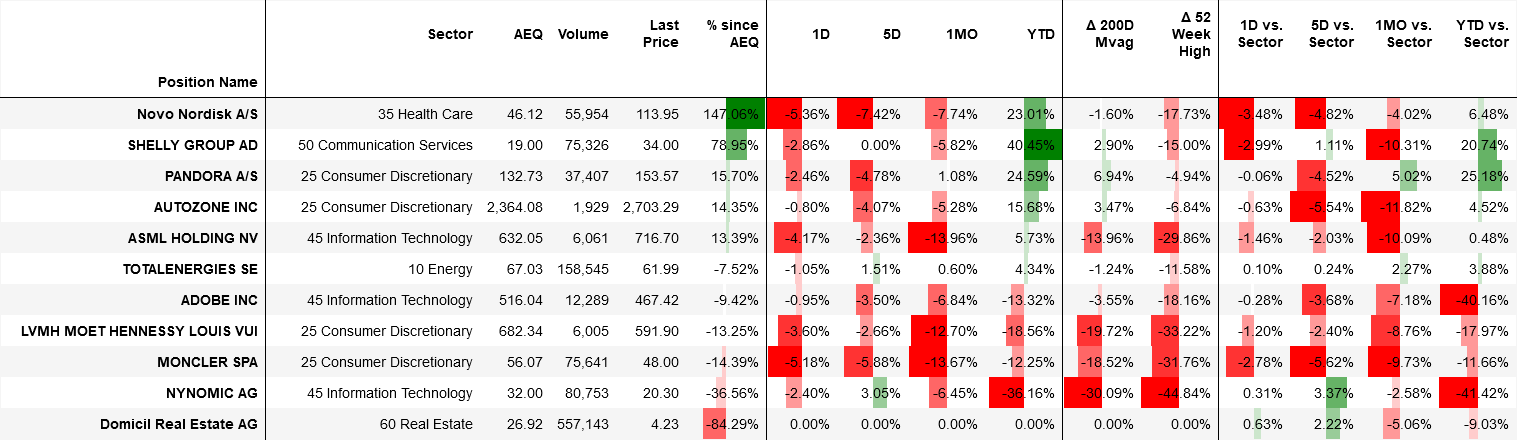 Position Name Sector AEQ Volume Last Price % since AEQ 1D 5D 1MO YTD Δ 200D Mvag Δ 52 Week High 1D vs. Sector 5D vs. Sector 1MO vs. Sector YTD vs. Sector
Novo Nordisk A/S 35 Health Care 46.12 55,954 113.95 147.06% -5.36% -7.42% -7.74% 23.01% -1.60% -17.73% -3.48% -4.82% -4.02% 6.48%
SHELLY GROUP AD 50 Communication Services 19.00 75,326 34.00 78.95% -2.86% 0.00% -5.82% 40.45% 2.90% -15.00% -2.99% 1.11% -10.31% 20.74%
PANDORA A/S 25 Consumer Discretionary 132.73 37,407 153.57 15.70% -2.46% -4.78% 1.08% 24.59% 6.94% -4.94% -0.06% -4.52% 5.02% 25.18%
AUTOZONE INC 25 Consumer Discretionary 2,364.08 1,929 2,703.29 14.35% -0.80% -4.07% -5.28% 15.68% 3.47% -6.84% -0.63% -5.54% -11.82% 4.52%
ASML HOLDING NV 45 Information Technology 632.05 6,061 716.70 13.39% -4.17% -2.36% -13.96% 5.73% -13.96% -29.86% -1.46% -2.03% -10.09% 0.48%
TOTALENERGIES SE 10 Energy 67.03 158,545 61.99 -7.52% -1.05% 1.51% 0.60% 4.34% -1.24% -11.58% 0.10% 0.24% 2.27% 3.88%
ADOBE INC 45 Information Technology 516.04 12,289 467.42 -9.42% -0.95% -3.50% -6.84% -13.32% -3.55% -18.16% -0.28% -3.68% -7.18% -40.16%
LVMH MOET HENNESSY LOUIS VUI 25 Consumer Discretionary 682.34 6,005 591.90 -13.25% -3.60% -2.66% -12.70% -18.56% -19.72% -33.22% -1.20% -2.40% -8.76% -17.97%
MONCLER SPA 25 Consumer Discretionary 56.07 75,641 48.00 -14.39% -5.18% -5.88% -13.67% -12.25% -18.52% -31.76% -2.78% -5.62% -9.73% -11.66%
NYNOMIC AG 45 Information Technology 32.00 80,753 20.30 -36.56% -2.40% 3.05% -6.45% -36.16% -30.09% -44.84% 0.31% 3.37% -2.58% -41.42%
Domicil Real Estate AG 60 Real Estate 26.92 557,143 4.23 -84.29% 0.00% 0.00% 0.00% 0.00% 0.00% 0.00% 0.63% 2.22% -5.06% -9.03%